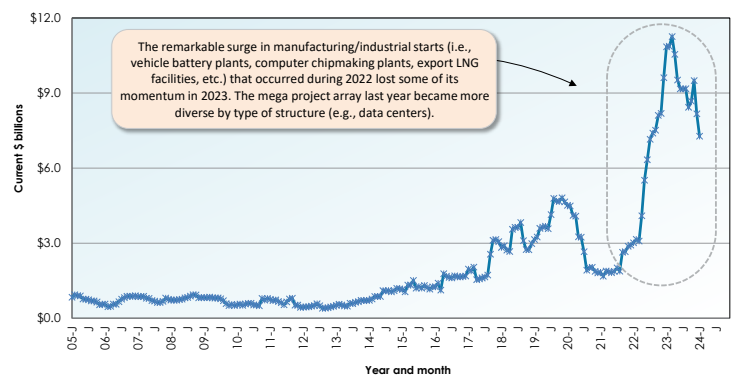 $12.0
The remarkable surge in manufacturing/industrial starts (i.e.,
vehicle battery plants, computer chipmaking plants, export LNG
facilities, etc.) that occurred during 2022 lost some of its
momentum in 2023. The mega project array last year became more
diverse by type of structure (e.g., data centers).
$9.0
$6.0
$3.0
$0.0
Current $ billions
05-J J 06-J J 07-J J 08-J J 09-J J 10-J J 11-J J 12-J J 13-J J 14-J J 15-J J 16-J J 17-J J 18-J J 19-J J 20-J J 21-J J 22-J J 23-J J 24-J J
Year and month